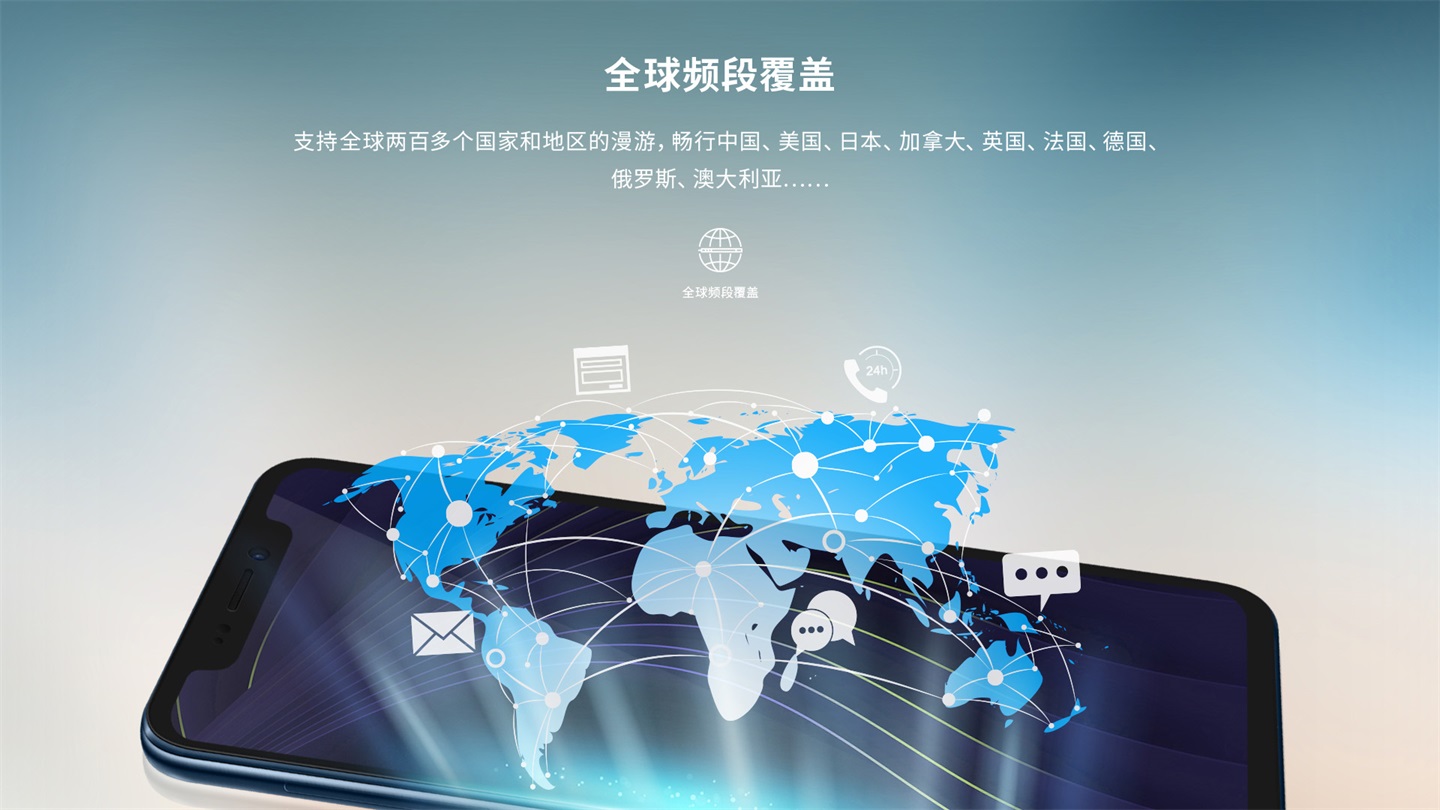 全球频段覆盖
支持全球两百多个国家和地区的漫游，畅行中国、美国、日本、加拿大、英国、法国、德国、
俄罗斯、澳大利亚……
全球频段覆盖
24h